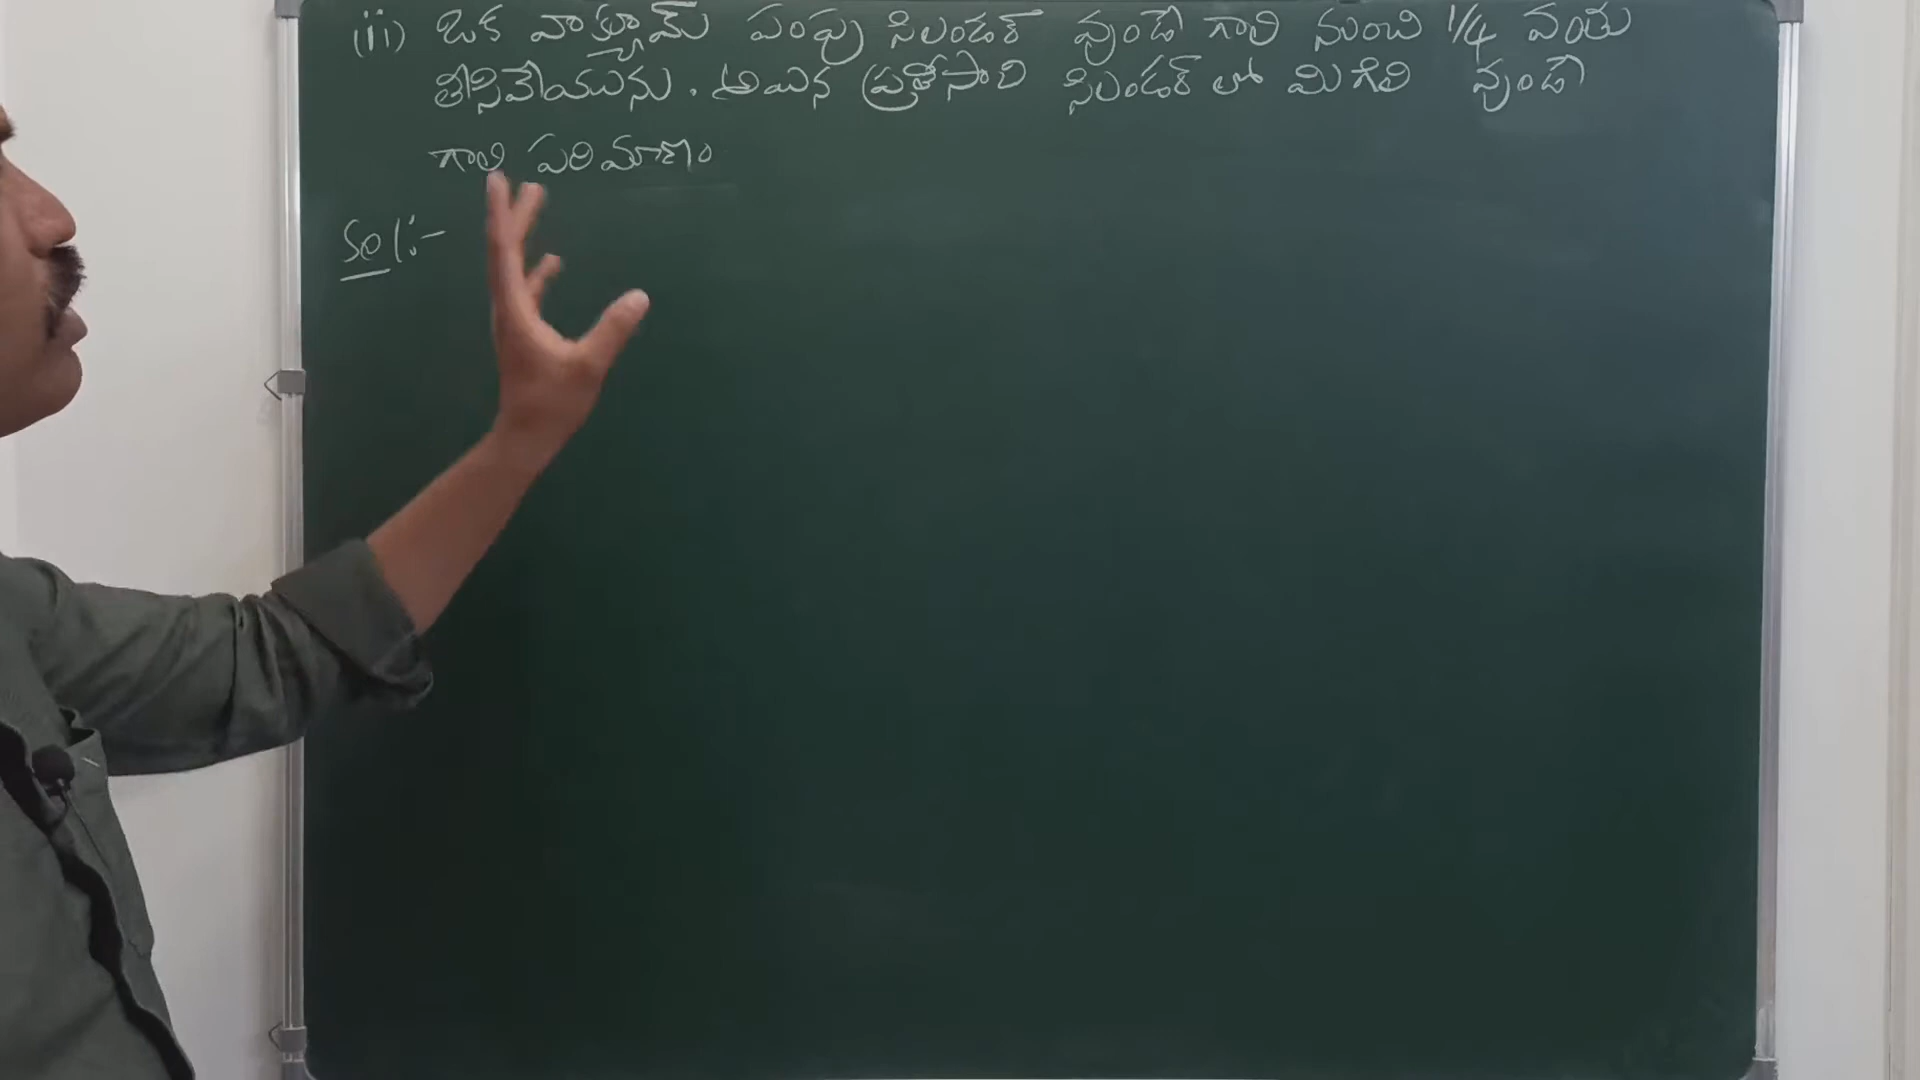 (ii) ఒక వాక్యూమ్ పంపు సిలండర్ వుండే గాలి నుంచి 1/4 వంతు
తీసివేయును. అయిన ప్రతీసారి సిలండర్ లో మిగిలి వుండే
గాలి పరిమాణం
Sol:-